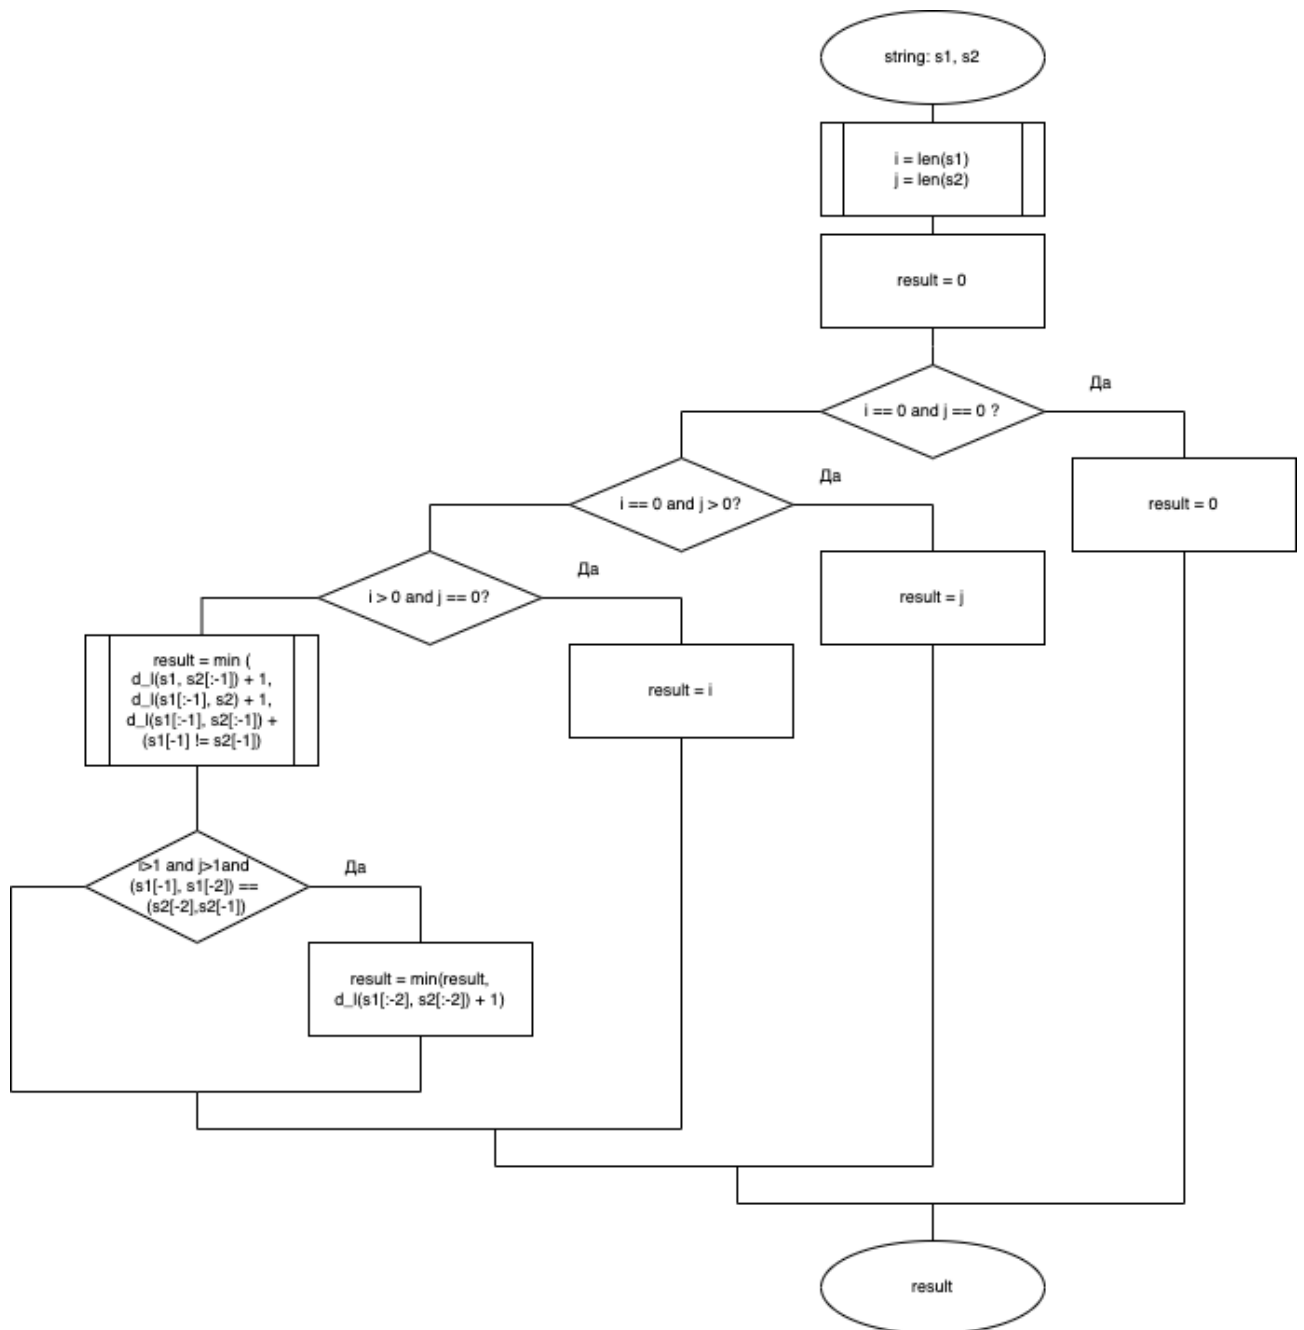 string: s1, s2
i = len(s1)
j = len(s2)
result = 0
Да
i == 0 and j == 0 ?
Да
i == 0 and j > 0?
result = 0
Да
i > 0 and j == 0?
result = j
result = min (
d_l(s1, s2[:-1]) + 1,
d_l(s1[:-1], s2) + 1,
d_l(s1[:-1], s2[:-1]) +
(s1[-1] != s2[-1])
result = i
i>1 and j>1and
(s1[-1], s1[-2]) ==
(s2[-2],s2[-1])
Да
result = min(result,
d_l(s1[:-2], s2[:-2]) + 1)
result